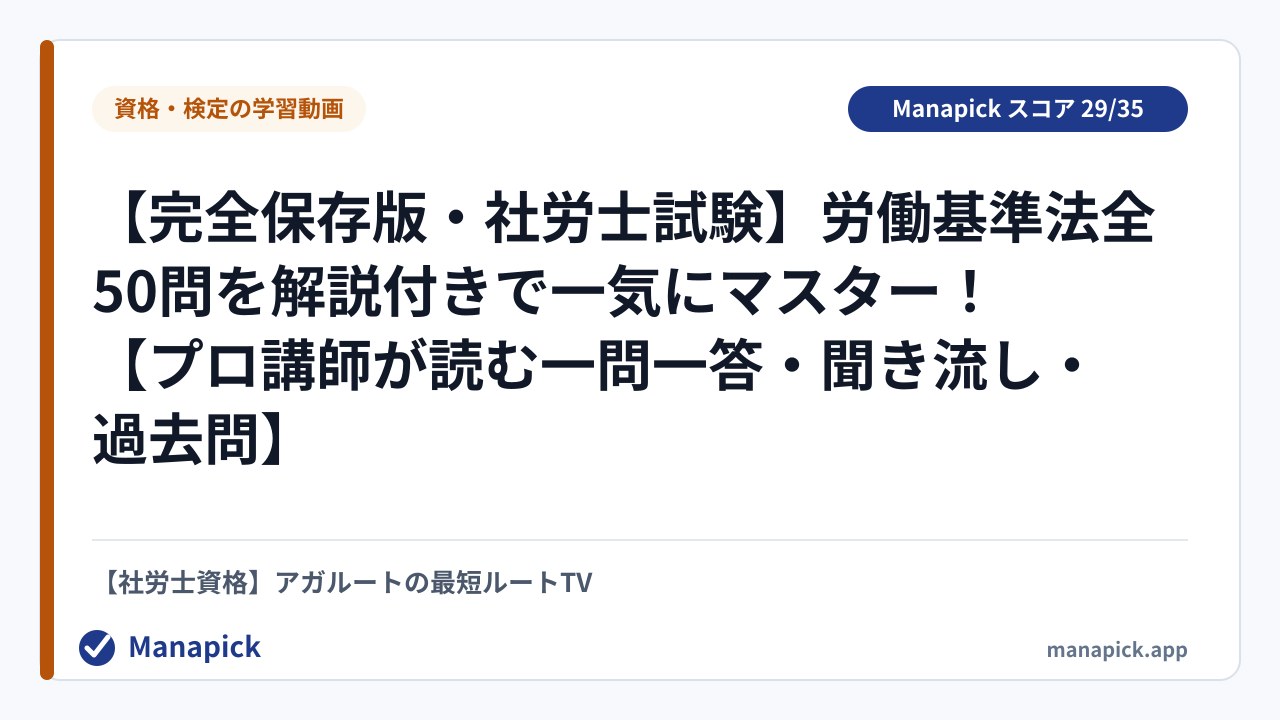 資格・検定の学習動画
Manapick スコア 29/35
【完全保存版・社労士試験】労働基準法全
50問を解説付きで一気にマスター！
【プロ講師が読む一問一答・聞き流し・
過去問】
【社労士資格】アガルートの最短ルートTV
Manapick
manapick.app